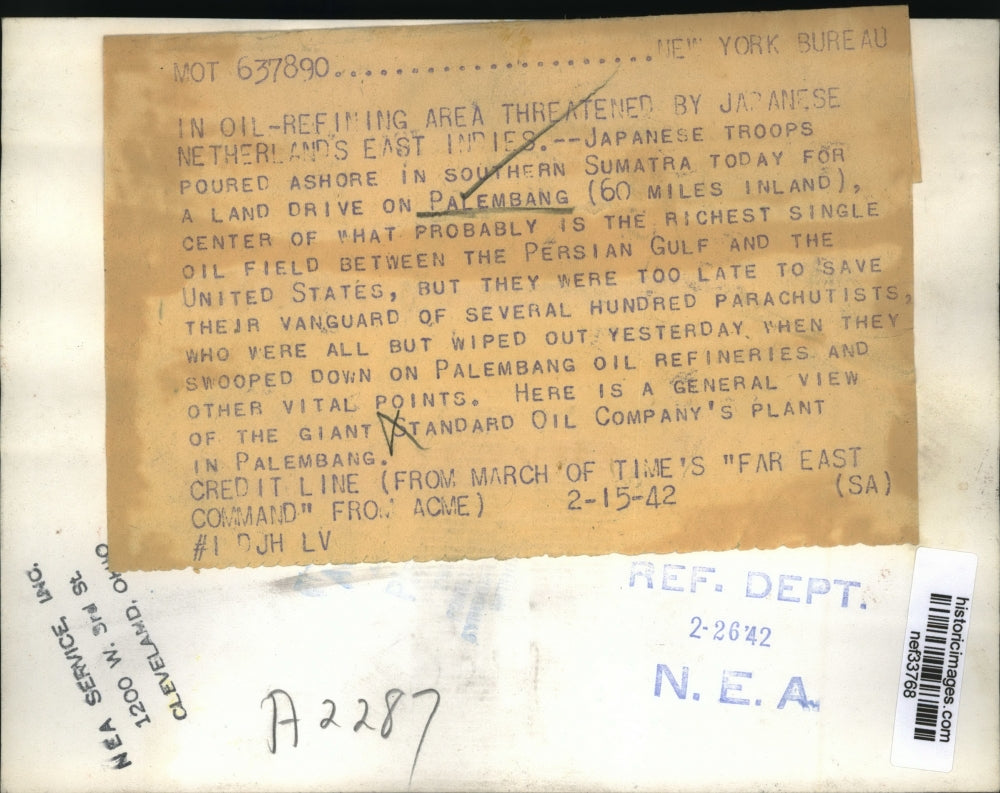 MOT 637890......................NEW YORK BUREAU
IN OIL-REFINING AREA THREATENED BY JAPANESE
NETHERLANDS EAST INDIES.--JAPANESE TROOPS
POURED ASHORE IN SOUTHERN SUMATRA TODAY FOR
A LAND DRIVE ON PALEMBANG (60 MILES INLAND),
CENTER OF WHAT PROBABLY IS THE RICHEST SINGLE
OIL FIELD BETWEEN THE PERSIAN GULF AND THE
UNITED STATES, BUT THEY WERE TOO LATE TO SAVE
THEIR VANGUARD OF SEVERAL HUNDRED PARACHUTISTS,
WHO WERE ALL BUT WIPED OUT YESTERDAY WHEN THEY
SWOOPED DOWN ON PALEMBANG OIL REFINERIES AND
OTHER VITAL POINTS. HERE IS A GENERAL VIEW
OF THE GIANT STANDARD OIL COMPANY'S PLANT
IN PALEMBANG.
CREDIT LINE (FROM MARCH OF TIME'S "FAR EAST
COMMAND" FROM ACME) 2-15-42 (SA)
#1 DJH LV
NEA SERVICE, INC.
1200 W. 3rd St.
CLEVELAND, OHIO
REF. DEPT.
2-26'42
N. E. A.
A2287
historicimages.com
nef33768